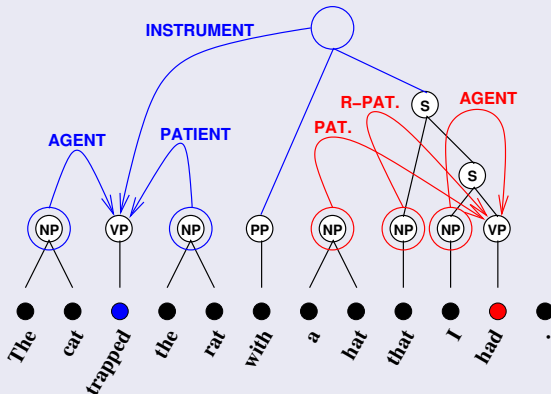 INSTRUMENT
S
R-PAT. AGENT
AGENT PATIENT PAT.
S
NP VP NP PP NP NP NP VP
The cat trapped the rat with a hat that I had .